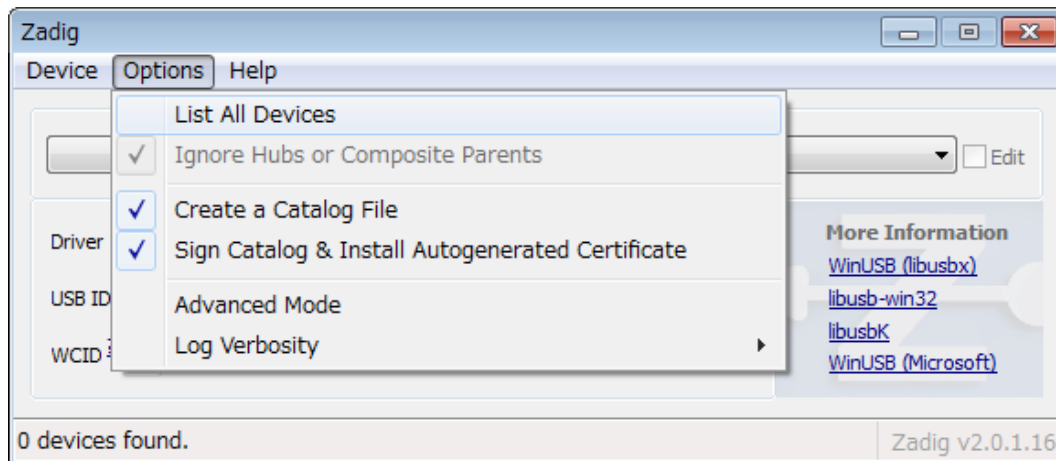 Zadig
Device Options Help
List All Devices
Ignore Hubs or Composite Parents
Edit
Create a Catalog File
Sign Catalog & Install Autogenerated Certificate
Advanced Mode
Log Verbosity
Driver
USB ID
WCID
More Information
WinUSB (libusbx)
libusb-win32
libusbK
WinUSB (Microsoft)
0 devices found.
Zadig v2.0.1.16